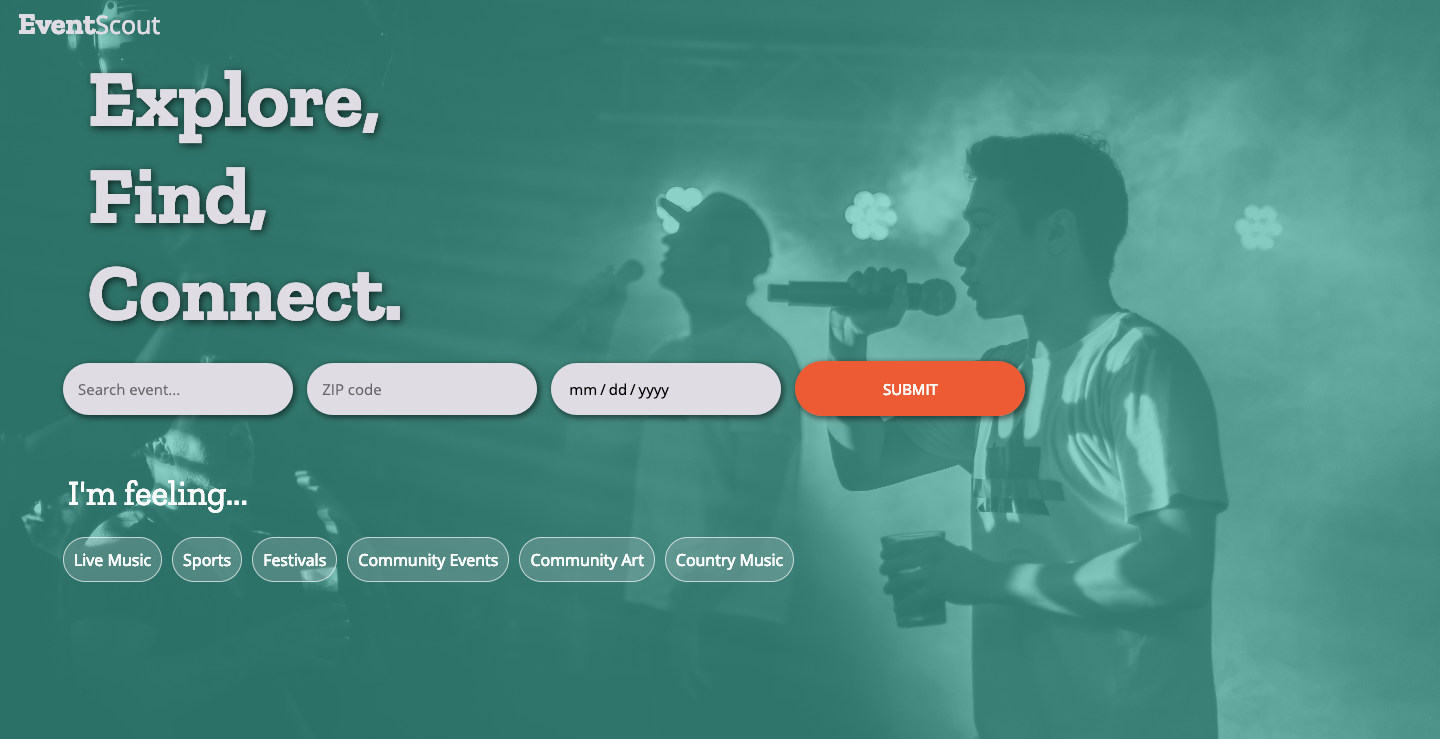 EventScout
Explore,
Find,
Connect.
Search event...
ZIP code
mm / dd / yyyy
SUBMIT
I'm feeling...
Live Music
Sports
Festivals
Community Events
Community Art
Country Music